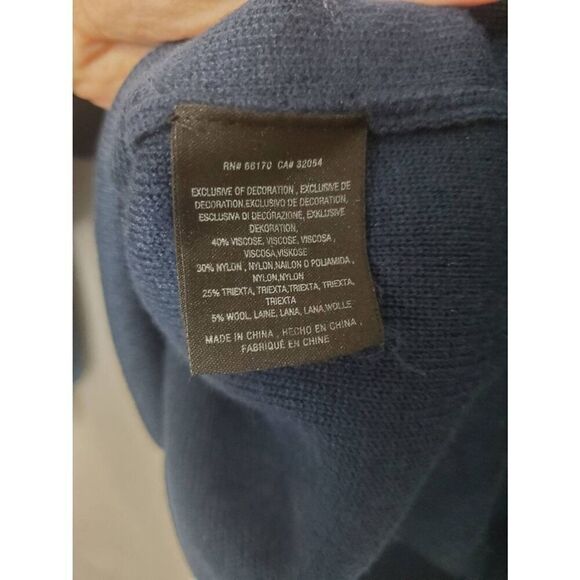 RN# 66170 CA# 32054
EXCLUSIVE OF DECORATION , EXCLUSIVE DE
DECORATION,EXCLUSIVO DE DECORACION,
ESCLUSIVA DI DECORAZIONE, EXKLUSIVE
DEKORATION,
40% VISCOSE, VISCOSE, VISCOSA ,
VISCOSA,VISKOSE
30% NYLON , NYLON,NAILON O POLIAMIDA ,
NYLON,NYLON
25% TRIEXTA, TRIEXTA,TRIEXTA, TRIEXTA,
TRIEXTA
5% WOOL, LAINE, LANA, LANA,WOLLE
MADE IN CHINA , HECHO EN CHINA ,
FABRIQUÉ EN CHINE